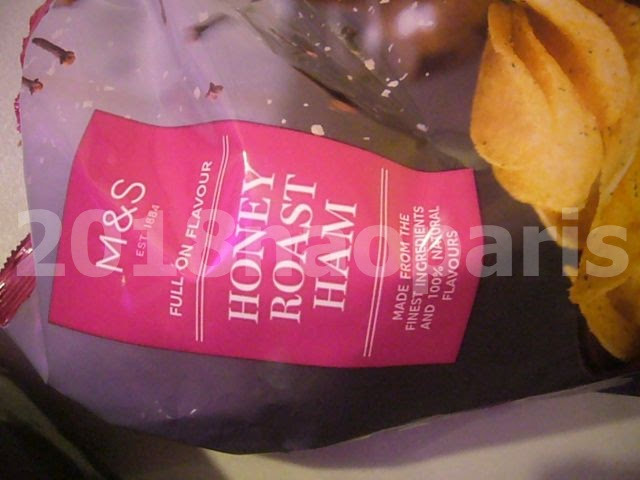 M&S
EST. 1884
FULL ON FLAVOUR
HONEY
ROAST
HAM
MADE FROM THE
FINEST INGREDIENTS
AND 100% NATURAL
FLAVOURS